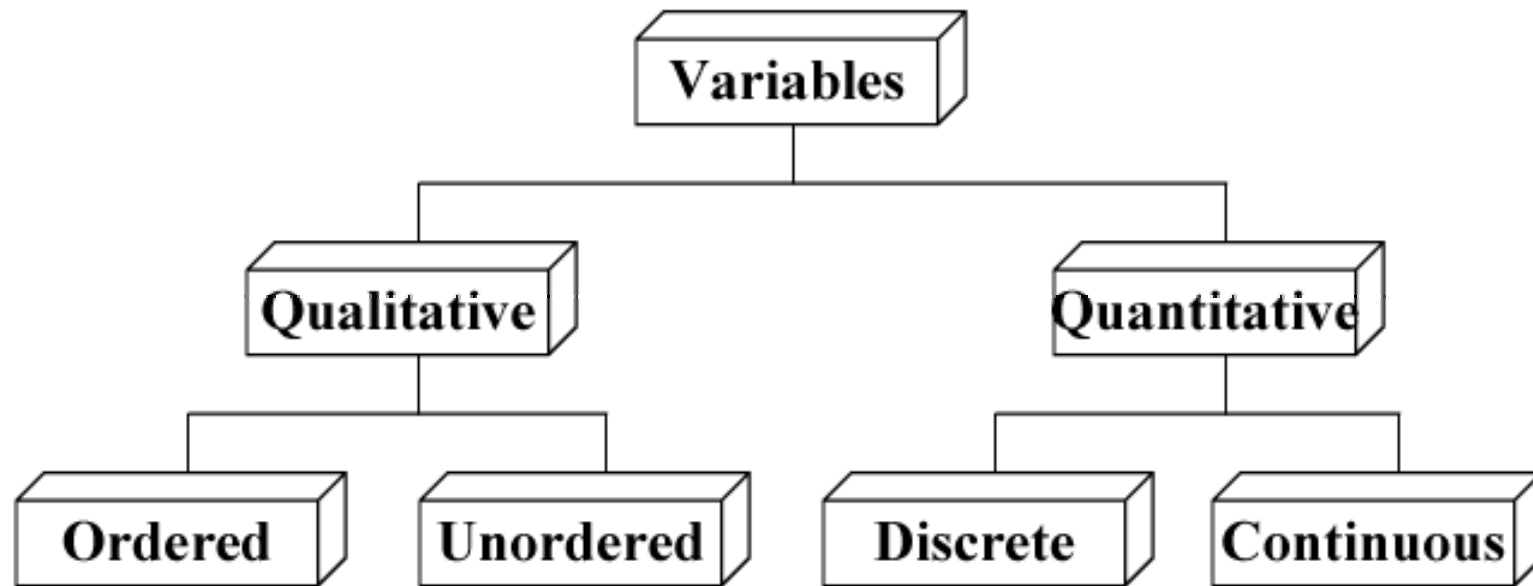 Variables
Qualitative
Quantitative
Ordered
Unordered
Discrete
Continuous